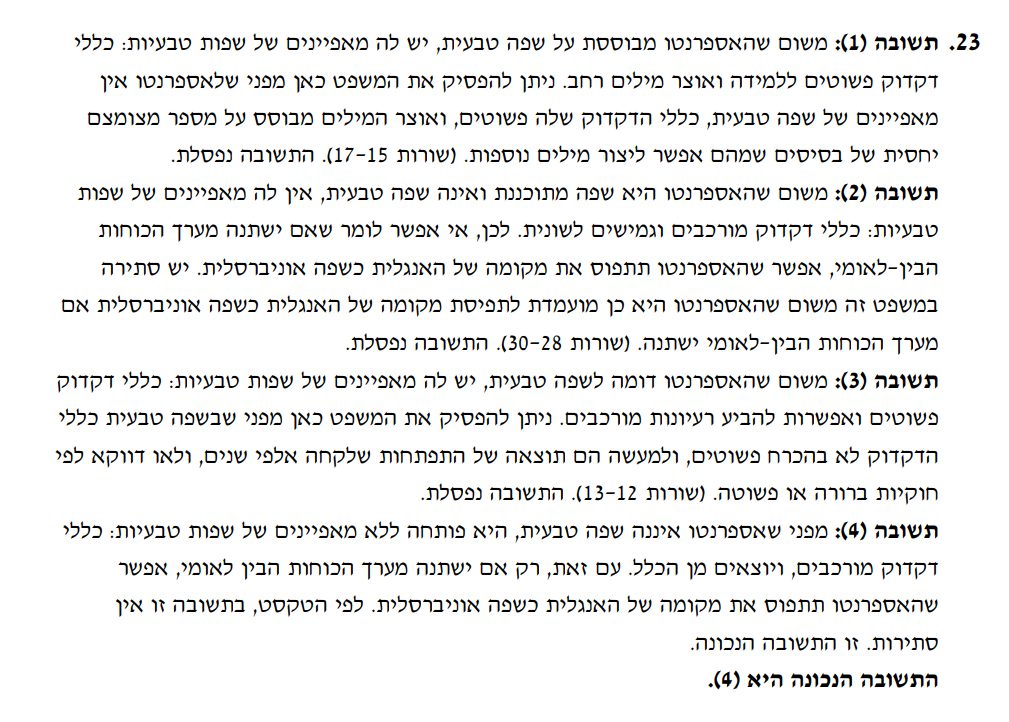 23. תשובה (1): משום שהאספרנטו מבוססת על שפה טבעית, יש לה מאפיינים של שפות טבעיות: כללי
דקדוק פשוטים ללמידה ואוצר מילים רחב. ניתן להפסיק את המשפט כאן מפני שלאספרנטו אין
מאפיינים של שפה טבעית, כללי הדקדוק שלה פשוטים, ואוצר המילים מבוסס על מספר מצומצם
יחסית של בסיסים שמהם אפשר ליצור מילים נוספות. (שורות 15-17). התשובה נפסלת.
תשובה (2): משום שהאספרנטו היא שפה מתוכננת ואינה שפה טבעית, אין לה מאפיינים של שפות
טבעיות: כללי דקדוק מורכבים וגמישים לשונית. לכן, אי אפשר לומר שאם ישתנה מערך הכוחות
הבין-לאומי, אפשר שהאספרנטו תתפוס את מקומה של האנגלית כשפה אוניברסלית. יש סתירה
במשפט זה משום שהאספרנטו היא כן מועמדת לתפיסת מקומה של האנגלית כשפה אוניברסלית אם
מערך הכוחות הבין-לאומי ישתנה. (שורות 28-30). התשובה נפסלת.
תשובה (3): משום שהאספרנטו דומה לשפה טבעית, יש לה מאפיינים של שפות טבעיות: כללי דקדוק
פשוטים ואפשרות להביע רעיונות מורכבים. ניתן להפסיק את המשפט כאן מפני שבשפה טבעית כללי
הדקדוק לא בהכרח פשוטים, ולמעשה הם תוצאה של התפתחות שלקחה אלפי שנים, ולאו דווקא לפי
חוקיות ברורה או פשוטה. (שורות 12-13). התשובה נפסלת.
תשובה (4): מפני שאספרנטו איננה שפה טבעית, היא פותחה ללא מאפיינים של שפות טבעיות: כללי
דקדוק מורכבים, ויוצאים מן הכלל. עם זאת, רק אם ישתנה מערך הכוחות הבין לאומי, אפשר
שהאספרנטו תתפוס את מקומה של האנגלית כשפה אוניברסלית. לפי הטקסט, בתשובה זו אין
סתירות. זו התשובה הנכונה.
התשובה הנכונה היא (4).